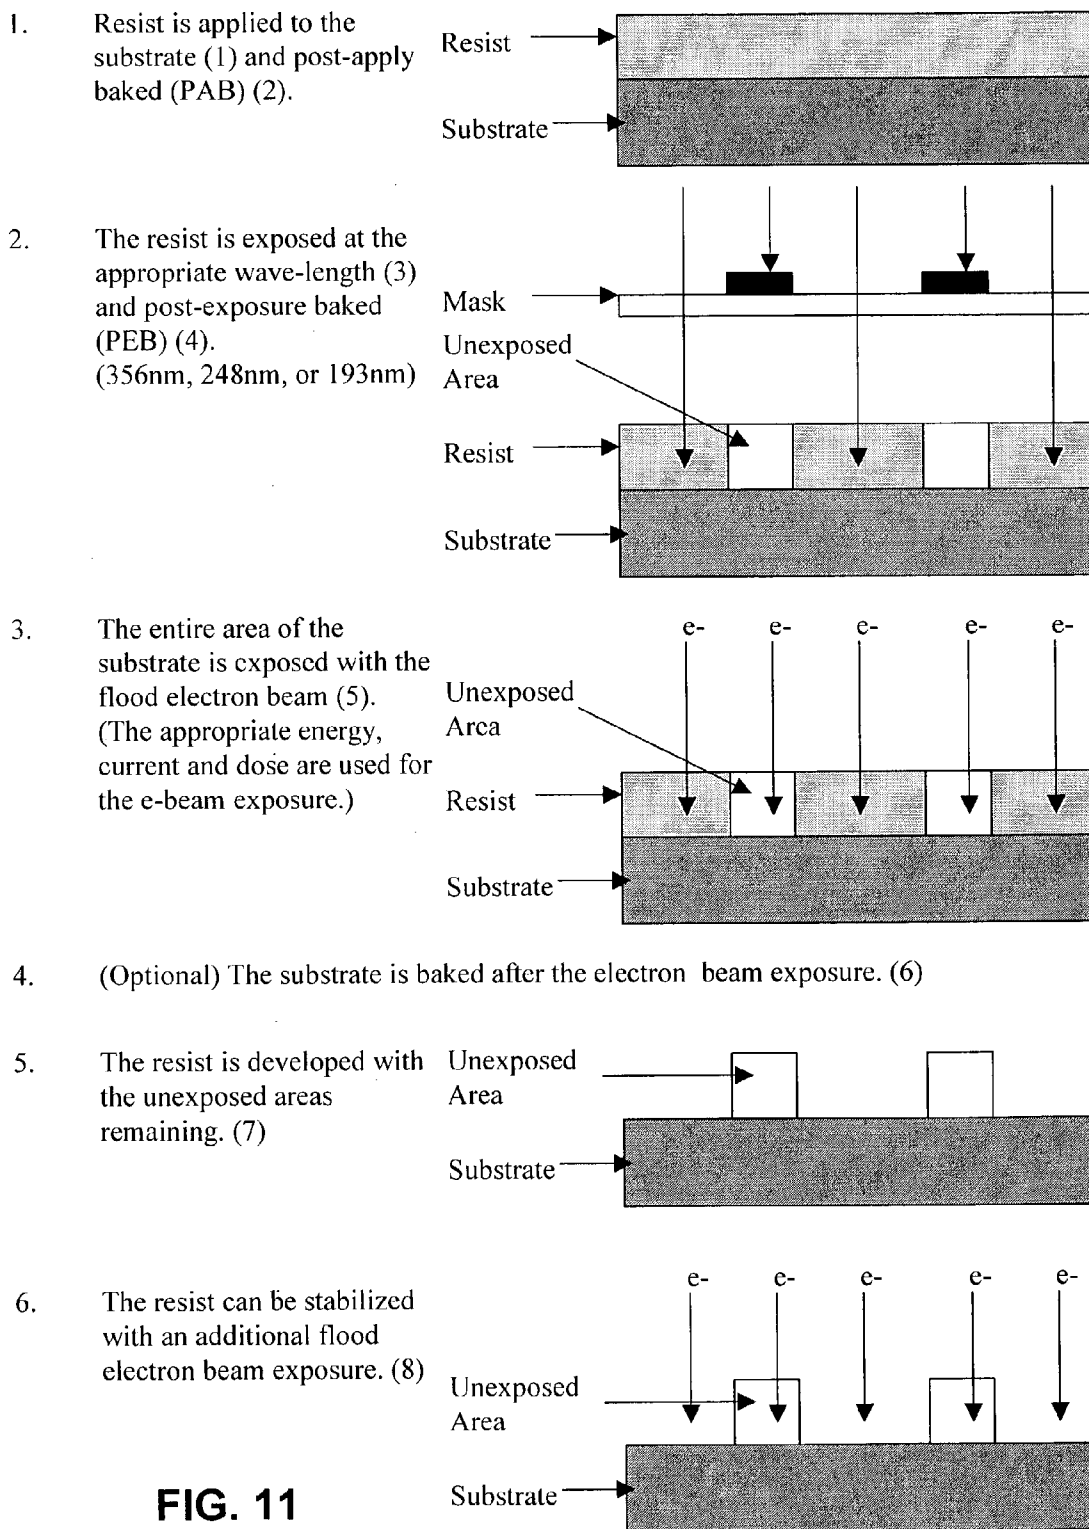 1. Resist is applied to the
substrate (1) and post-apply
baked (PAB) (2).
Resist
Substrate
2. The resist is exposed at the
appropriate wave-length (3)
and post-exposure baked
(PEB) (4).
(356nm, 248nm, or 193nm)
Mask
Unexposed
Area
Resist
Substrate
3. The entire area of the
substrate is exposed with the
flood electron beam (5).
(The appropriate energy,
current and dose are used for
the e-beam exposure.)
e- e- e- e- e-
Unexposed
Area
Resist
Substrate
4. (Optional) The substrate is baked after the electron beam exposure. (6)
5. The resist is developed with
the unexposed areas
remaining. (7)
Unexposed
Area
Substrate
6. The resist can be stabilized
with an additional flood
electron beam exposure. (8)
e- e- e- e- e-
Unexposed
Area
Substrate
FIG. 11